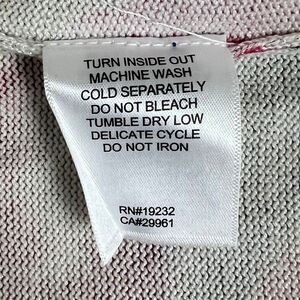 TURN INSIDE OUT
MACHINE WASH
COLD SEPARATELY
DO NOT BLEACH
TUMBLE DRY LOW
DELICATE CYCLE
DO NOT IRON
RN#19232
CA#29961